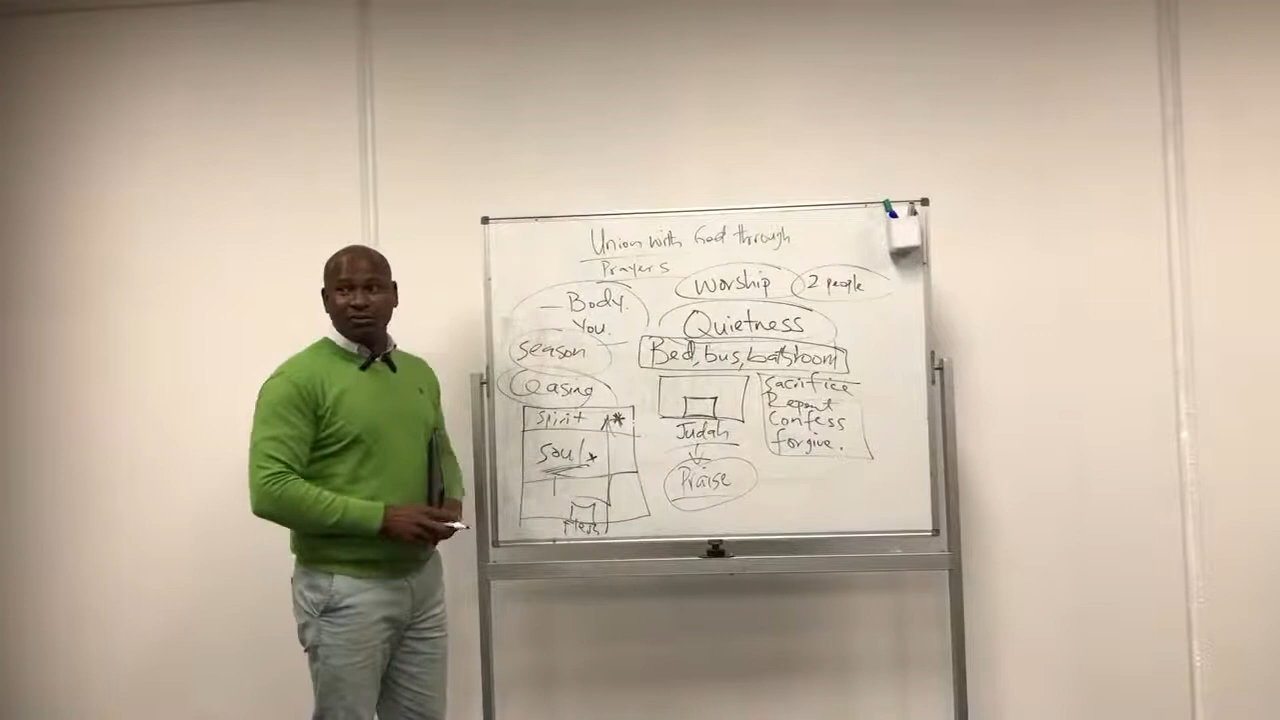 Union with God through
Prayers
Worship
2 people
— Body.
You.
Quietness
season
Bed, bus, bathroom
Ceasing
Sacrifice
Repent
Confess
forgive.
Spirit
Soul
Flesh
Judah
Praise